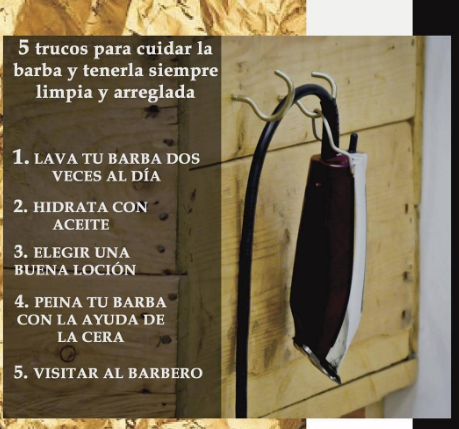 5 trucos para cuidar la
barba y tenerla siempre
limpia y arreglada
1. LAVA TU BARBA DOS
VECES AL DÍA
2. HIDRATA CON
ACEITE
3. ELEGIR UNA
BUENA LOCIÓN
4. PEINA TU BARBA
CON LA AYUDA DE
LA CERA
5. VISITAR AL BARBERO